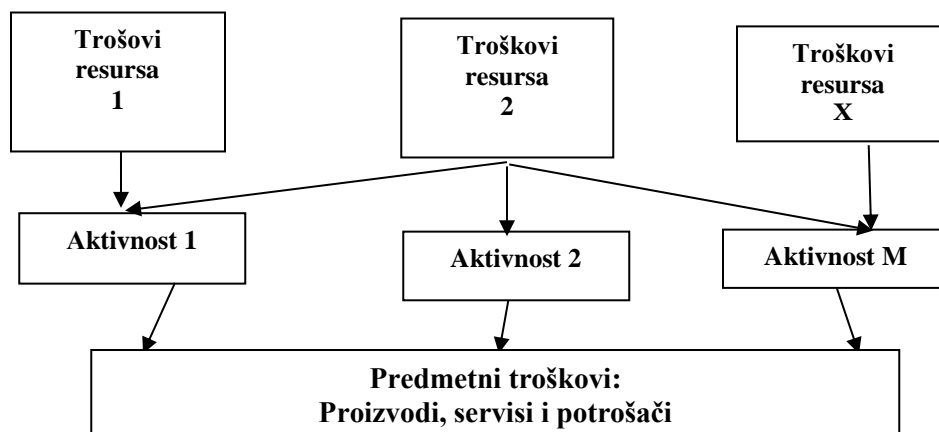 Trošovi
resursa
1
Troškovi
resursa
2
Troškovi
resursa
X
Aktivnost 1
Aktivnost 2
Aktivnost M
Predmetni troškovi:
Proizvodi, servisi i potrošači